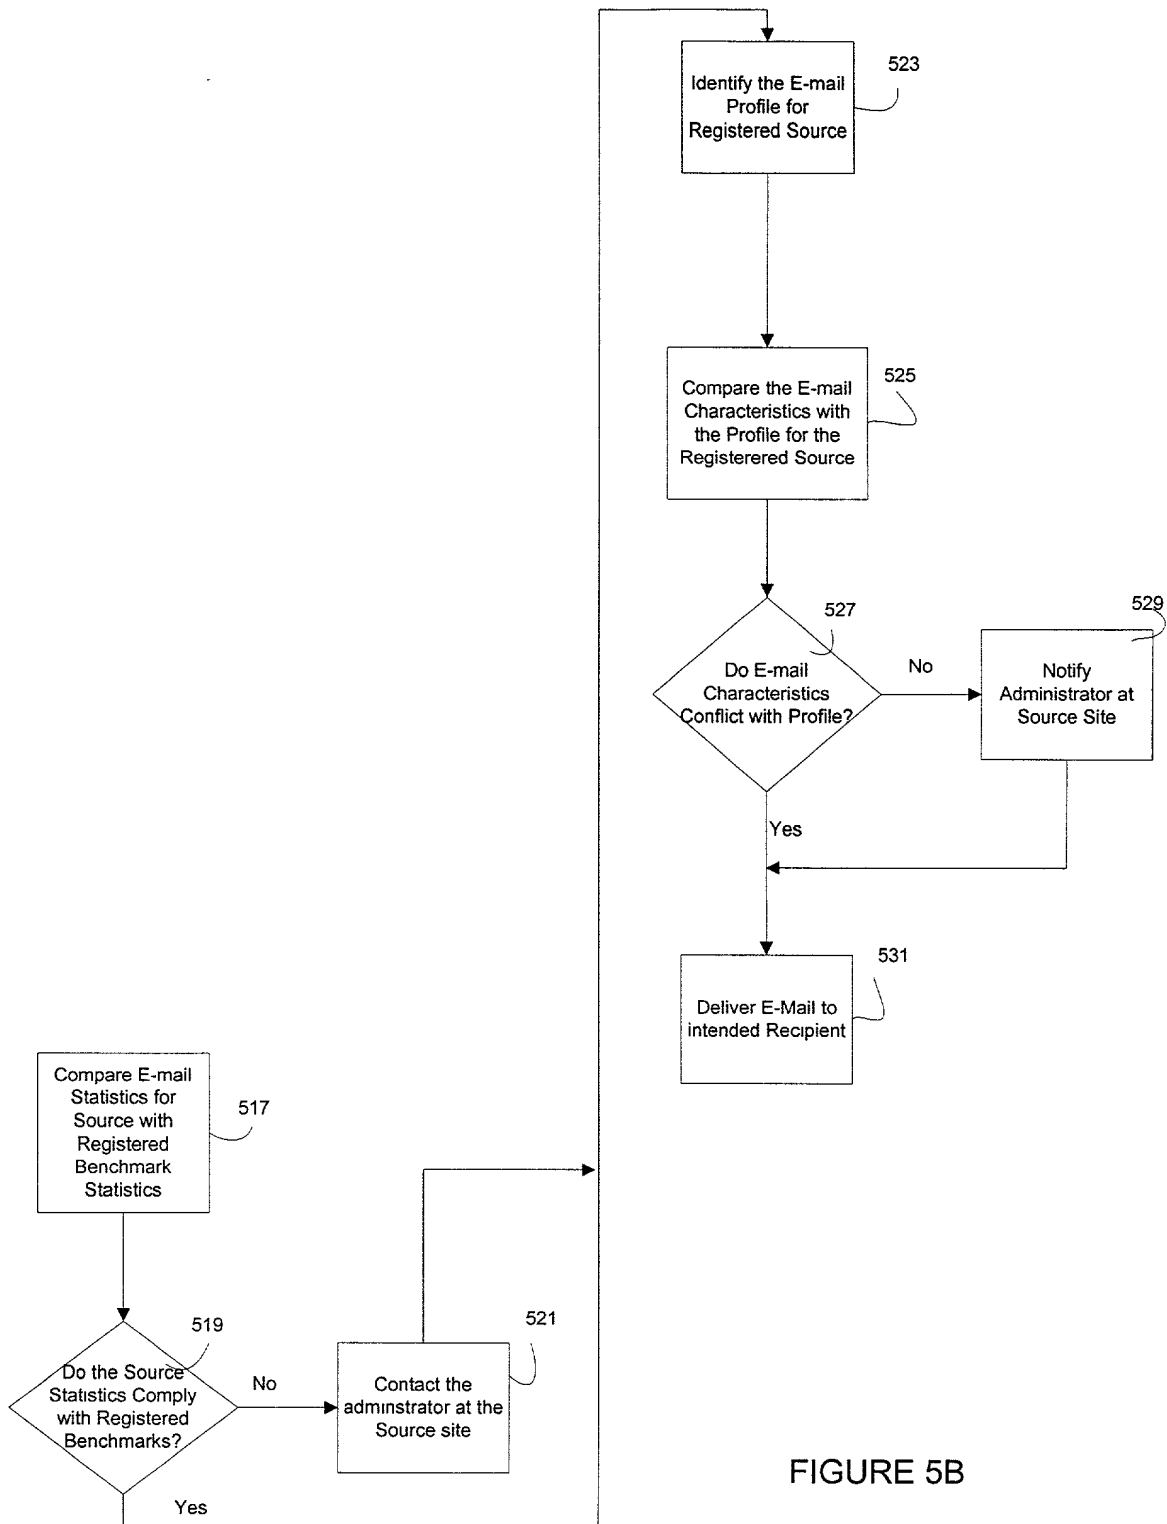 523
Identify the E-mail
Profile for
Registered Source
525
Compare the E-mail
Characteristics with
the Profile for the
Registerered Source
527
529
Do E-mail
Characteristics
Conflict with Profile?
No
Notify
Administrator at
Source Site
Yes
531
Deliver E-Mail to
intended Recipient
Compare E-mail
Statistics for
Source with
Registered
Benchmark
Statistics
517
519
Do the Source
Statistics Comply
with Registered
Benchmarks?
No
521
Contact the
adminstrator at the
Source site
Yes
FIGURE 5B